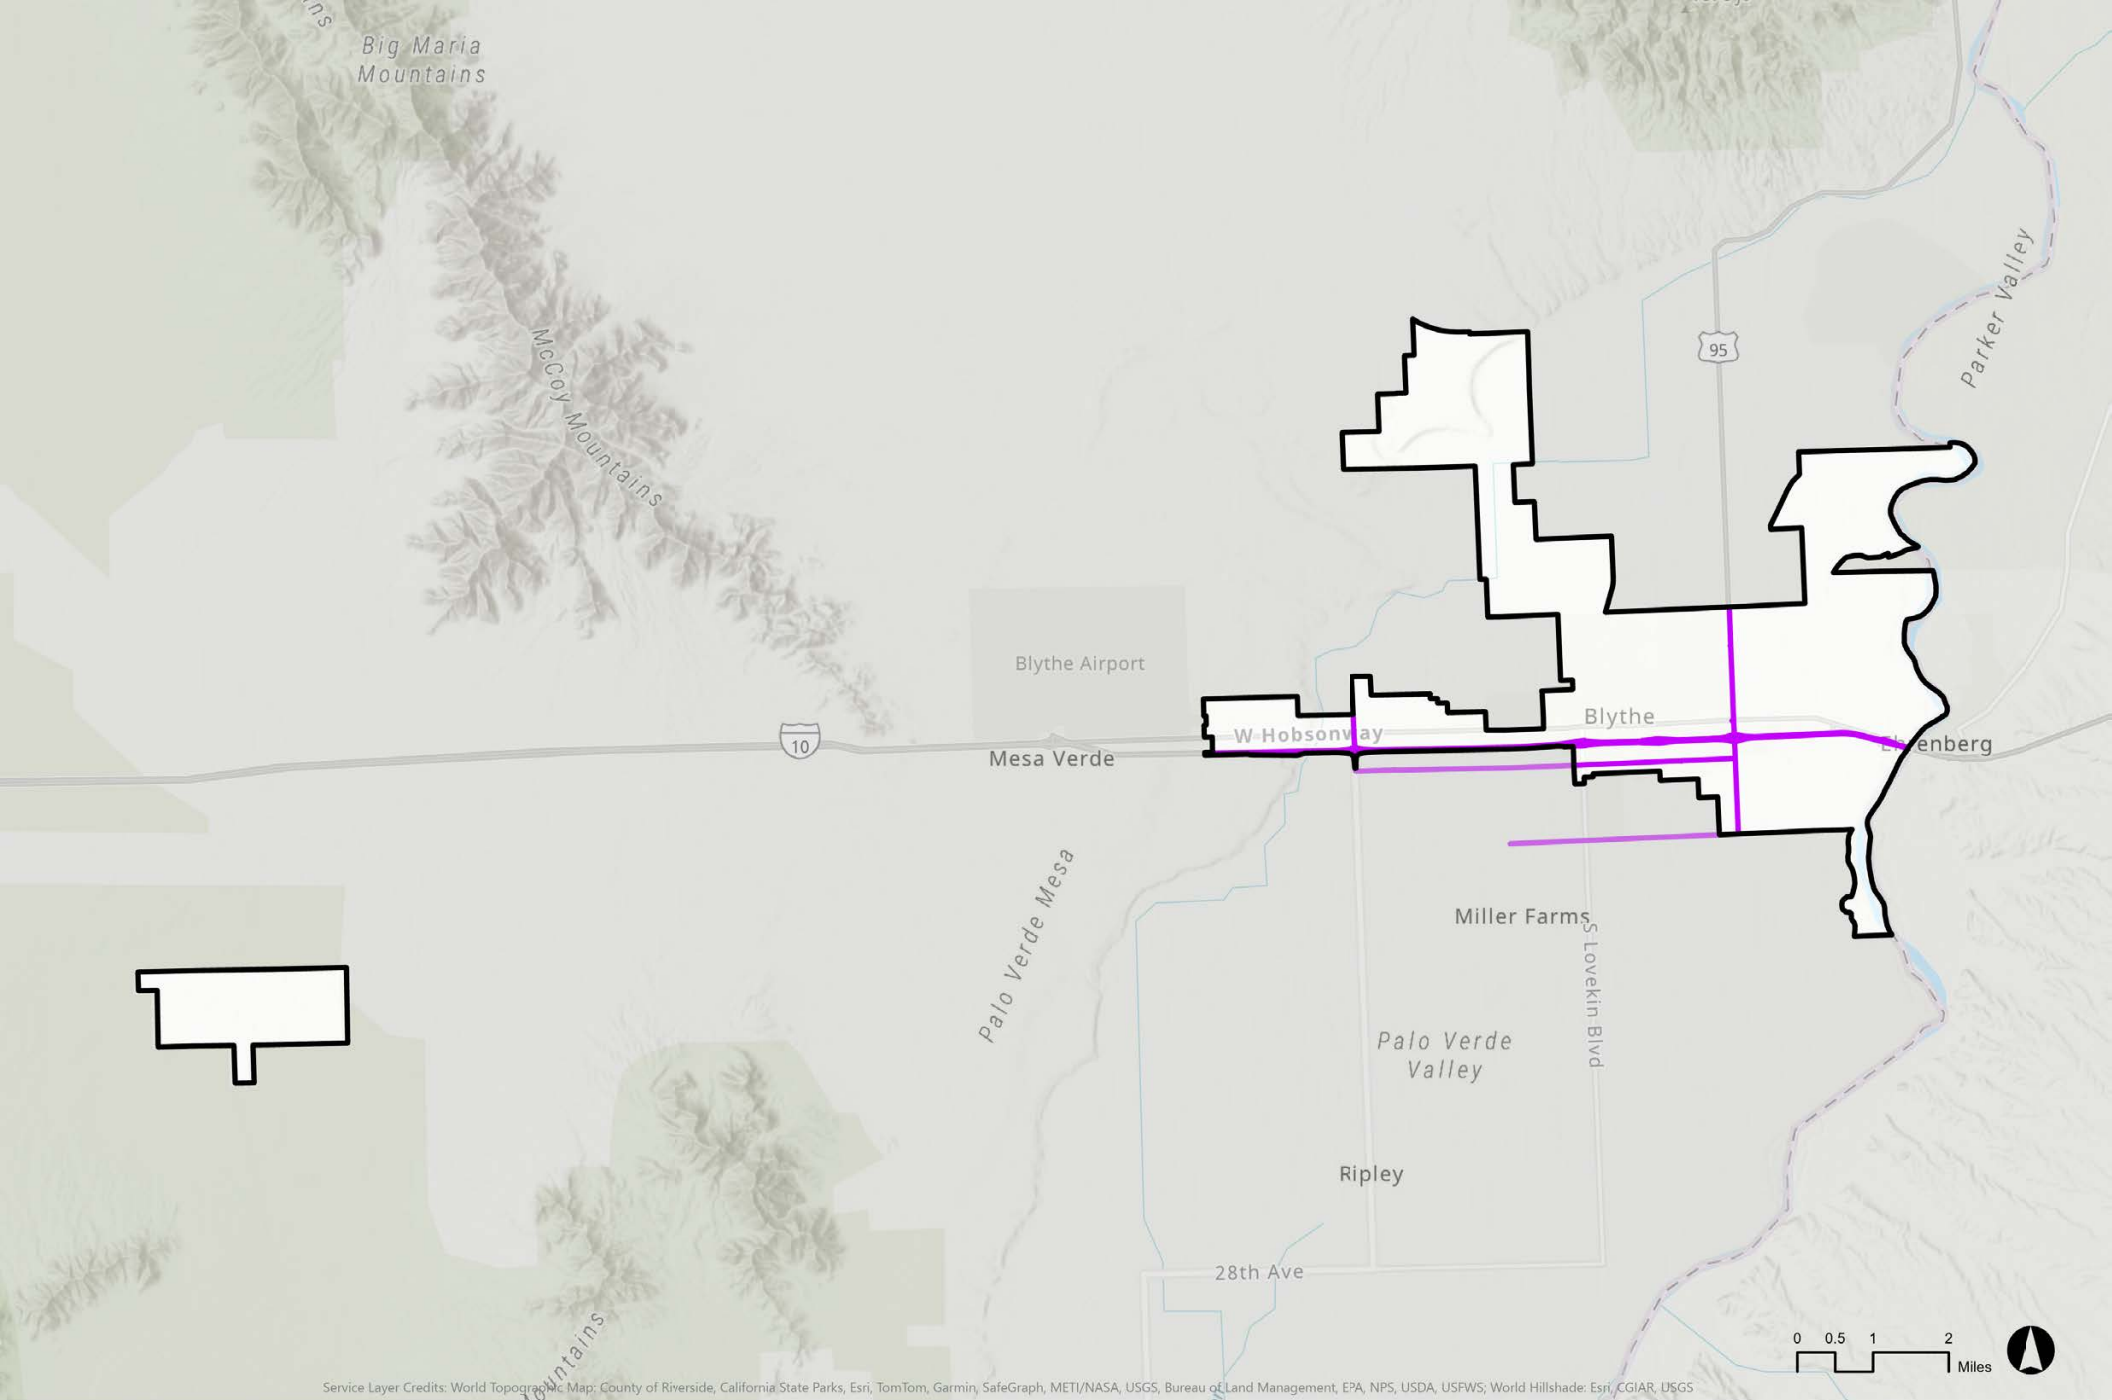 Big Maria
Mountains
McCoy Mountains
Parker Valley
95
Blythe Airport
Blythe
W Hobsonway
10
Mesa Verde
Ehrenberg
Palo Verde Mesa
Miller Farms
S Lovekin Blvd
Palo Verde
Valley
Ripley
28th Ave
0 0.5 1 2
Miles
Service Layer Credits: World Topographic Map: County of Riverside, California State Parks, Esri, TomTom, Garmin, SafeGraph, METI/NASA, USGS, Bureau of Land Management, EPA, NPS, USDA, USFWS; World Hillshade: Esri, CGIAR, USGS